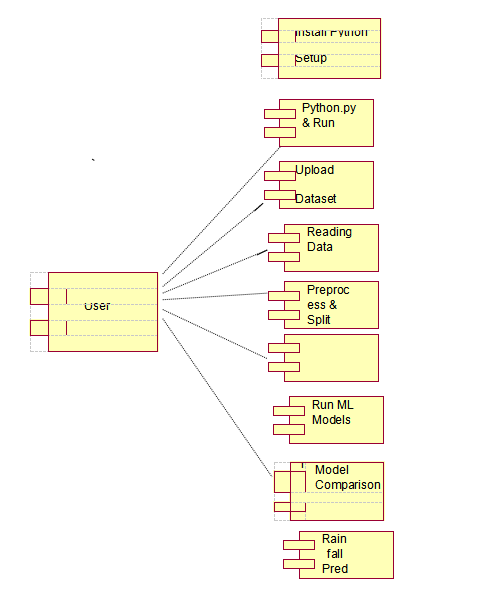 Install Python
Setup
Python.py
& Run
Upload
Dataset
Reading
Data
User
Preproc
ess &
Split
Run ML
Models
Model
Comparison
Rain
fall
Pred